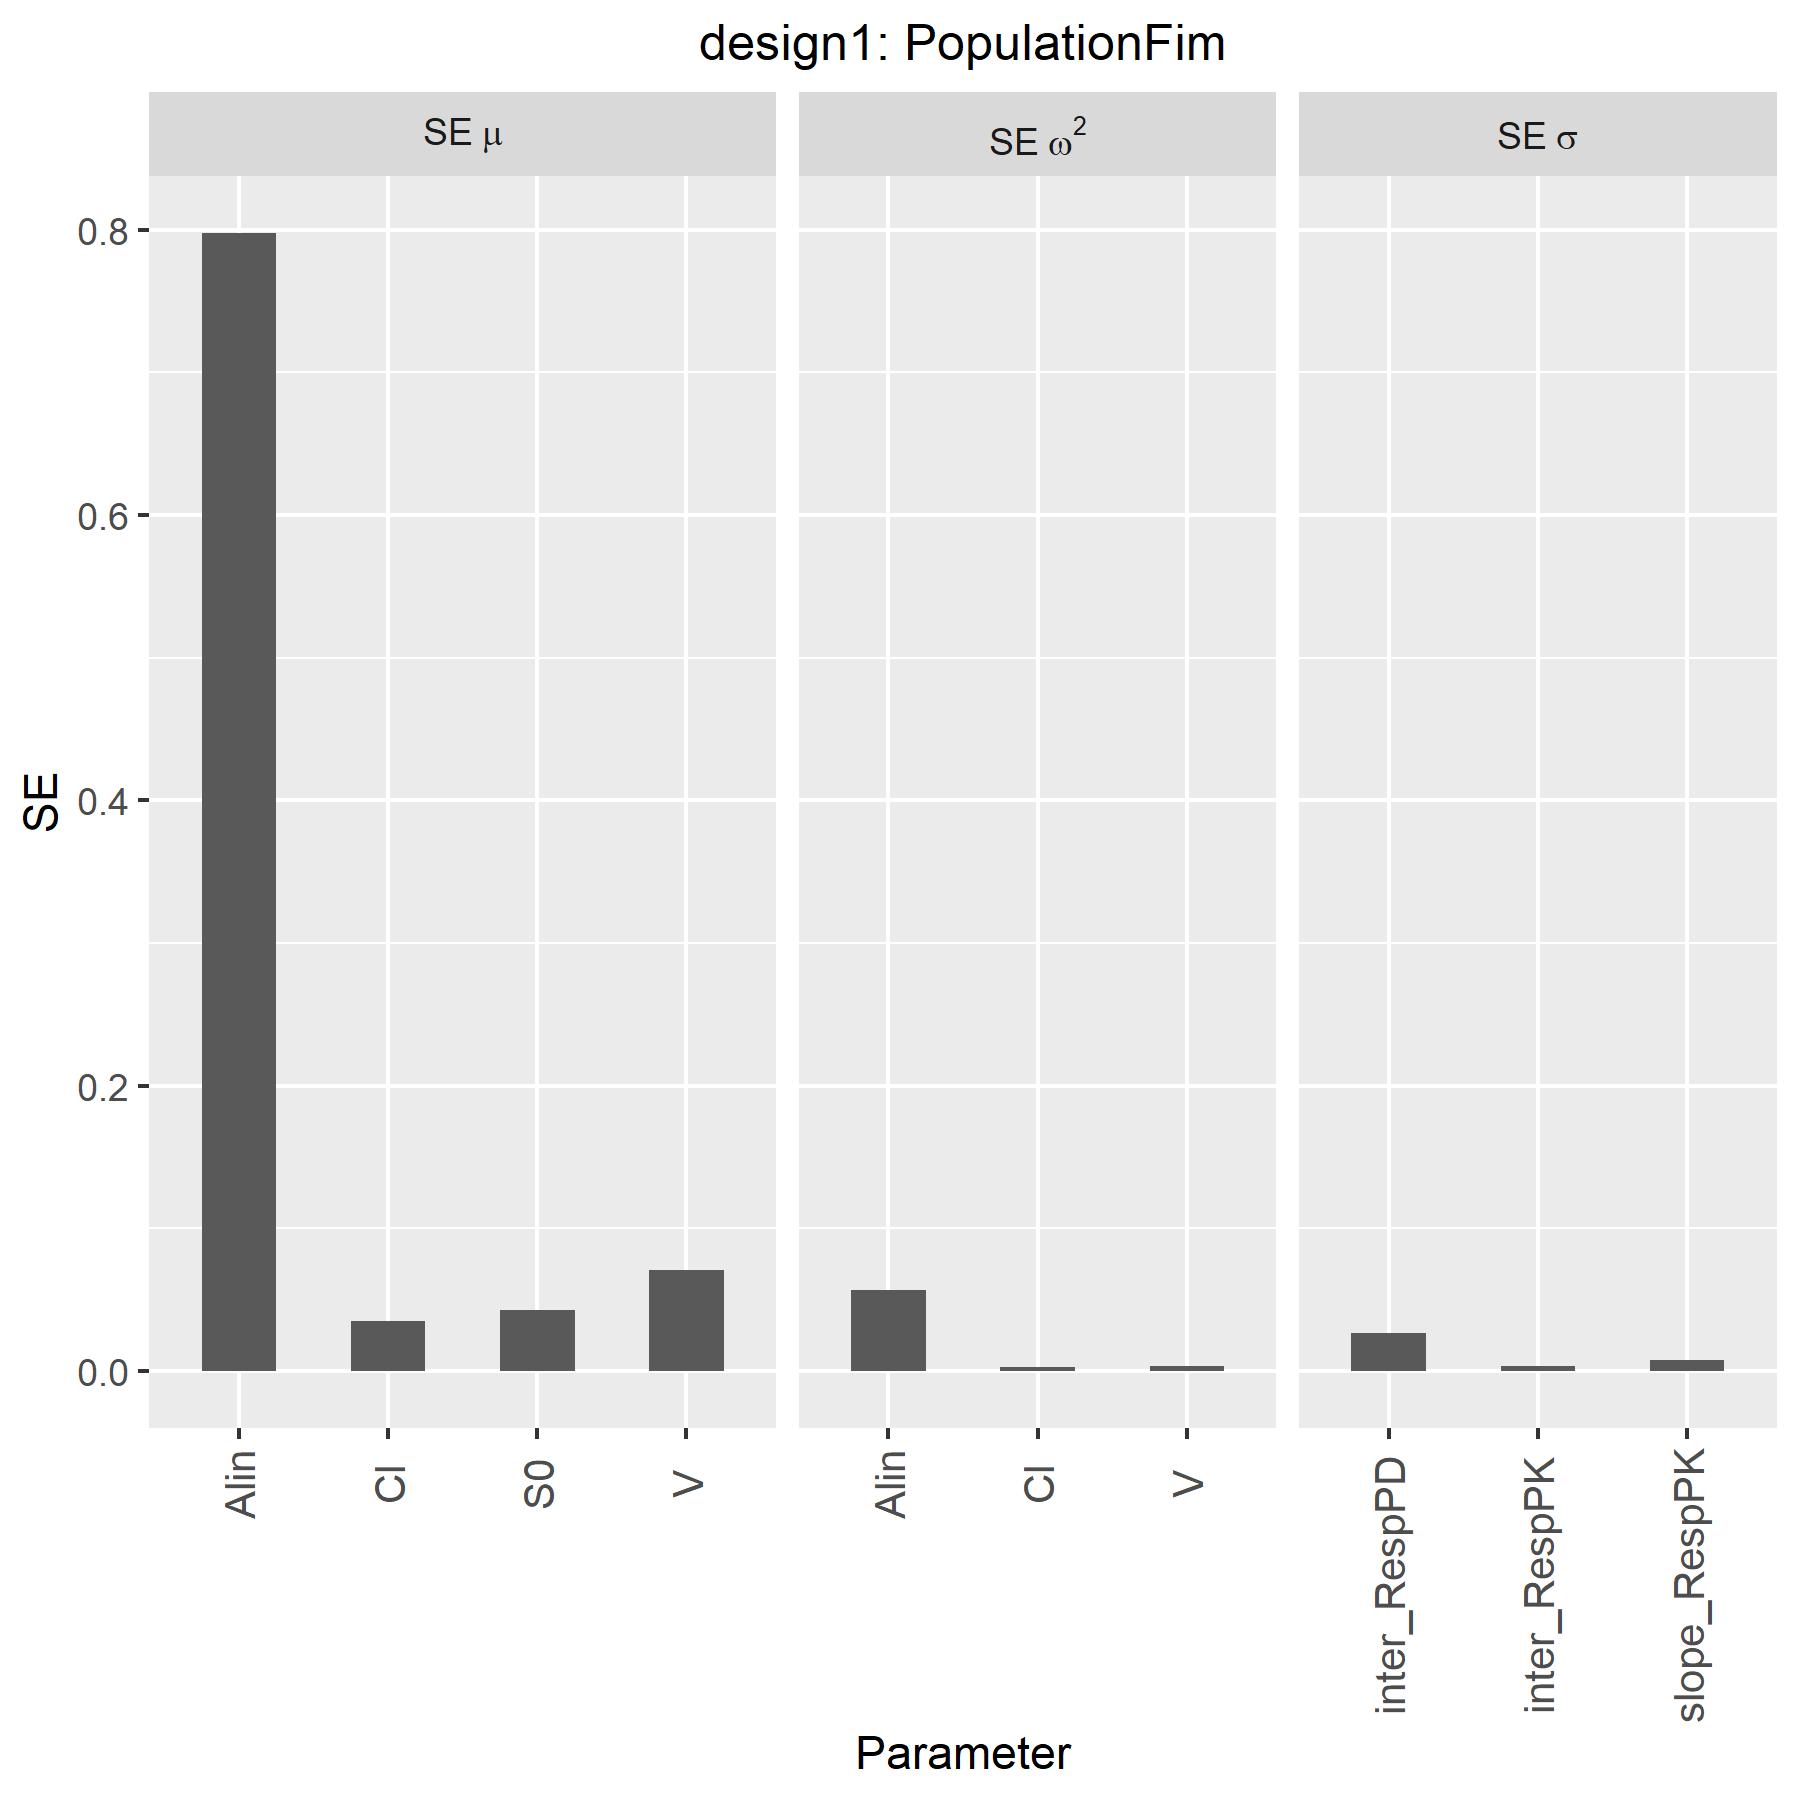 design1: PopulationFim
SE μ
SE ω²
SE σ
SE
0.8
0.6
0.4
0.2
0.0
Alin
Cl
S0
V
Alin
Cl
V
inter_RespPD
inter_RespPK
slope_RespPK
Parameter